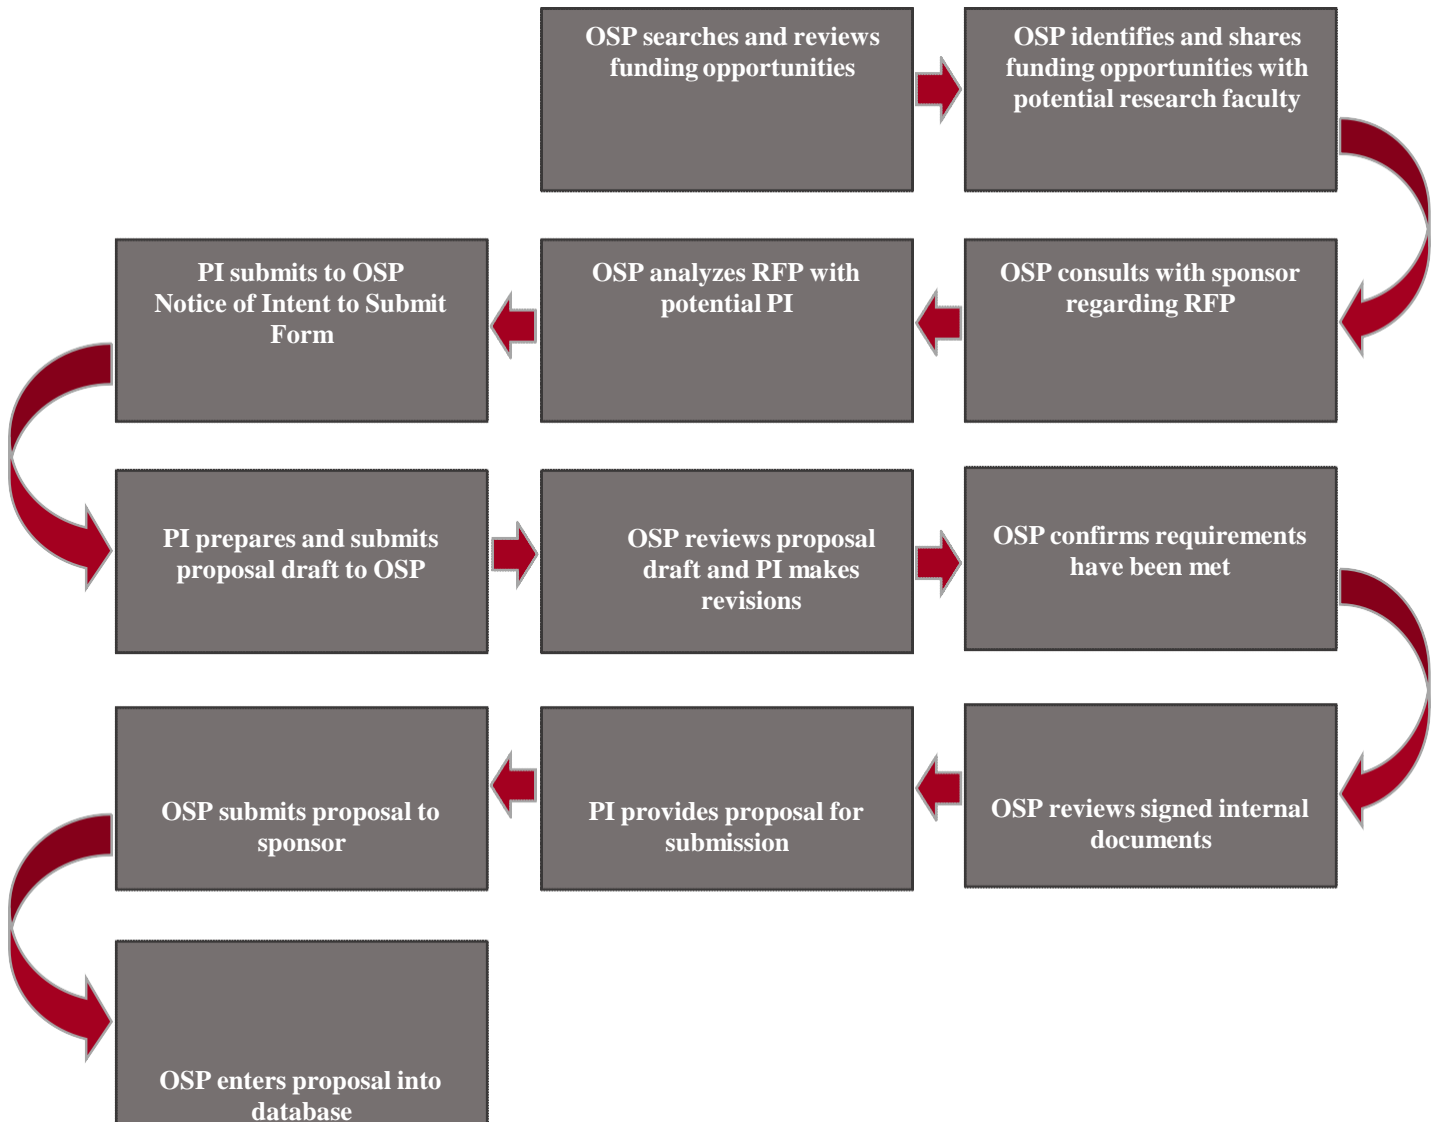 OSP searches and reviews
funding opportunities
OSP identifies and shares
funding opportunities with
potential research faculty
OSP consults with sponsor
regarding RFP
OSP analyzes RFP with
potential PI
PI submits to OSP
Notice of Intent to Submit
Form
PI prepares and submits
proposal draft to OSP
OSP reviews proposal
draft and PI makes
revisions
OSP confirms requirements
have been met
OSP reviews signed internal
documents
PI provides proposal for
submission
OSP submits proposal to
sponsor
OSP enters proposal into
database